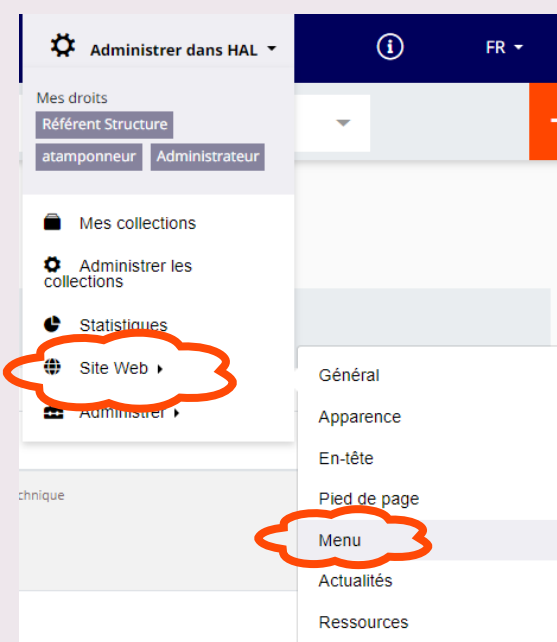 Administrer dans HAL
FR
Mes droits
Référent Structure
atamponneur Administrateur
Mes collections
Administrer les
collections
Statistiques
Site Web
Administrer
Général
Apparence
En-tête
Pied de page
chnique
Menu
Actualités
Ressources